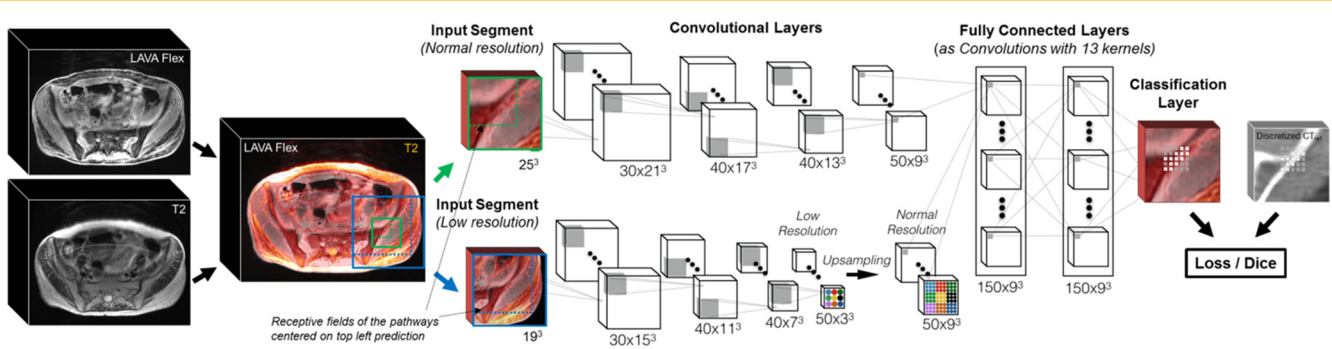 LAVA Flex
T2
LAVA Flex
T2
Input Segment
(Normal resolution)
25³
Convolutional Layers
30x21³
40x17³
40x13³
50x9³
Fully Connected Layers
(as Convolutions with 13 kernels)
150x9³
150x9³
Classification
Layer
Discretized CTref
Loss / Dice
Input Segment
(Low resolution)
19³
Receptive fields of the pathways
centered on top left prediction
30x15³
40x11³
40x7³
Low
Resolution
50x3³
Upsampling
Normal
Resolution
50x9³